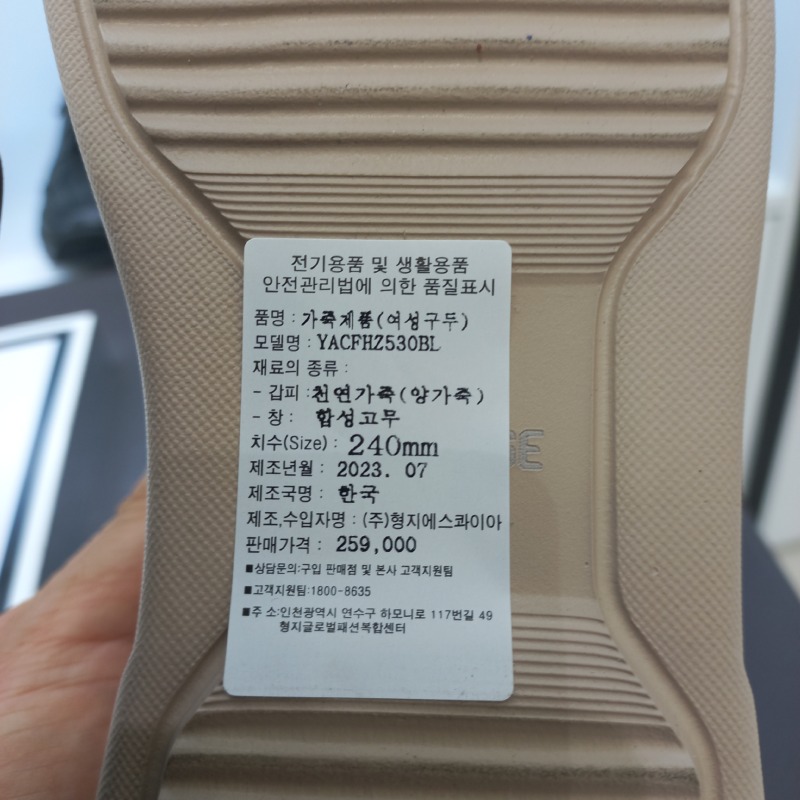 전기용품 및 생활용품
안전관리법에 의한 품질표시
품명 : 가죽제품(여성구두)
모델명 : YACFHZ530BL
재료의 종류 :
- 갑피 : 천연가죽(양가죽)
- 창 : 합성고무
치수(Size) : 240mm
제조년월 : 2023. 07
제조국명 : 한국
제조,수입자명 : (주)형지에스콰이아
판매가격 : 259,000
■상담문의:구입 판매점 및 본사 고객지원팀
■고객지원팀:1800-8635
■주 소:인천광역시 연수구 하모니로 117번길 49
형지글로벌패션복합센터